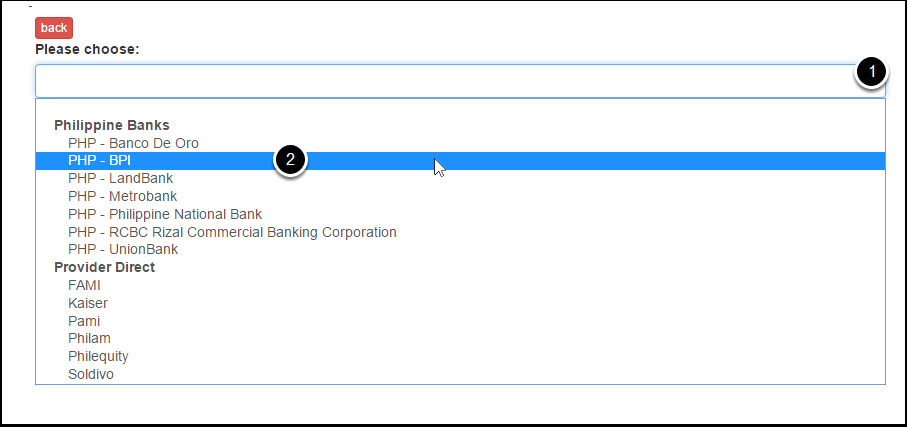 -
back
Please choose:
1
Philippine Banks
PHP - Banco De Oro
PHP - BPI
2
PHP - LandBank
PHP - Metrobank
PHP - Philippine National Bank
PHP - RCBC Rizal Commercial Banking Corporation
PHP - UnionBank
Provider Direct
FAMI
Kaiser
Pami
Philam
Philequity
Soldivo